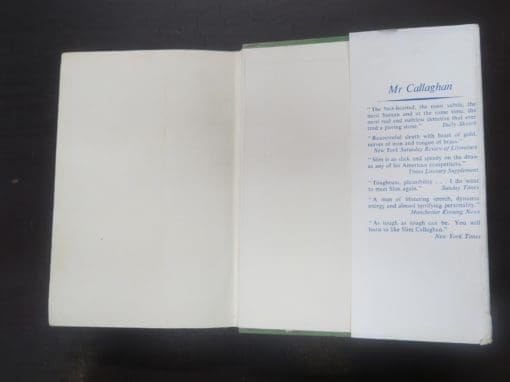 Mr Callaghan
"The best-hearted, the most subtle, the
most human and at the same time, the
most real and ruthless detective that ever
trod a paving stone."   Daily Sketch
"Resourceful sleuth with heart of gold,
nerves of iron and tongue of brass."
New York Saturday Review of Literature
"Slim is as slick and speedy on the draw
as any of his American competitors."
Times Literary Supplement
"Toughness, plausibility . . . I do want
to meet Slim again."   Sunday Times
"A man of blistering speech, dynamic
energy and almost terrifying personality."
Manchester Evening News
"As tough as tough can be. You will
learn to like Slim Callaghan."
New York Times